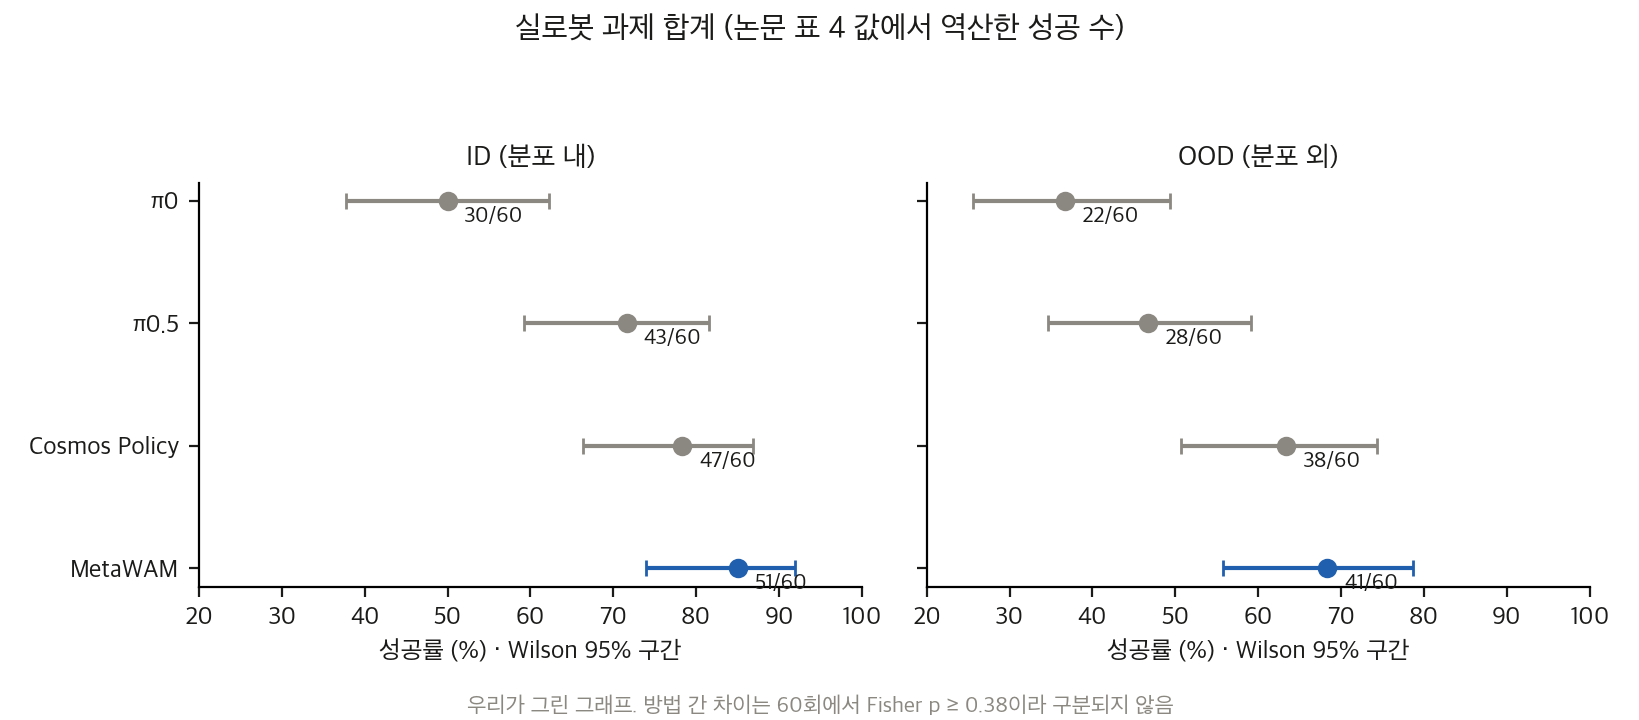 실로봇 과제 합계 (논문 표 4 값에서 역산한 성공 수)
ID (분포 내)
π0
30/60
π0.5
43/60
Cosmos Policy
47/60
MetaWAM
51/60
20 30 40 50 60 70 80 90 100
성공률 (%) · Wilson 95% 구간
OOD (분포 외)
22/60
28/60
38/60
41/60
20 30 40 50 60 70 80 90 100
성공률 (%) · Wilson 95% 구간
우리가 그린 그래프. 방법 간 차이는 60회에서 Fisher p ≥ 0.38이라 구분되지 않음